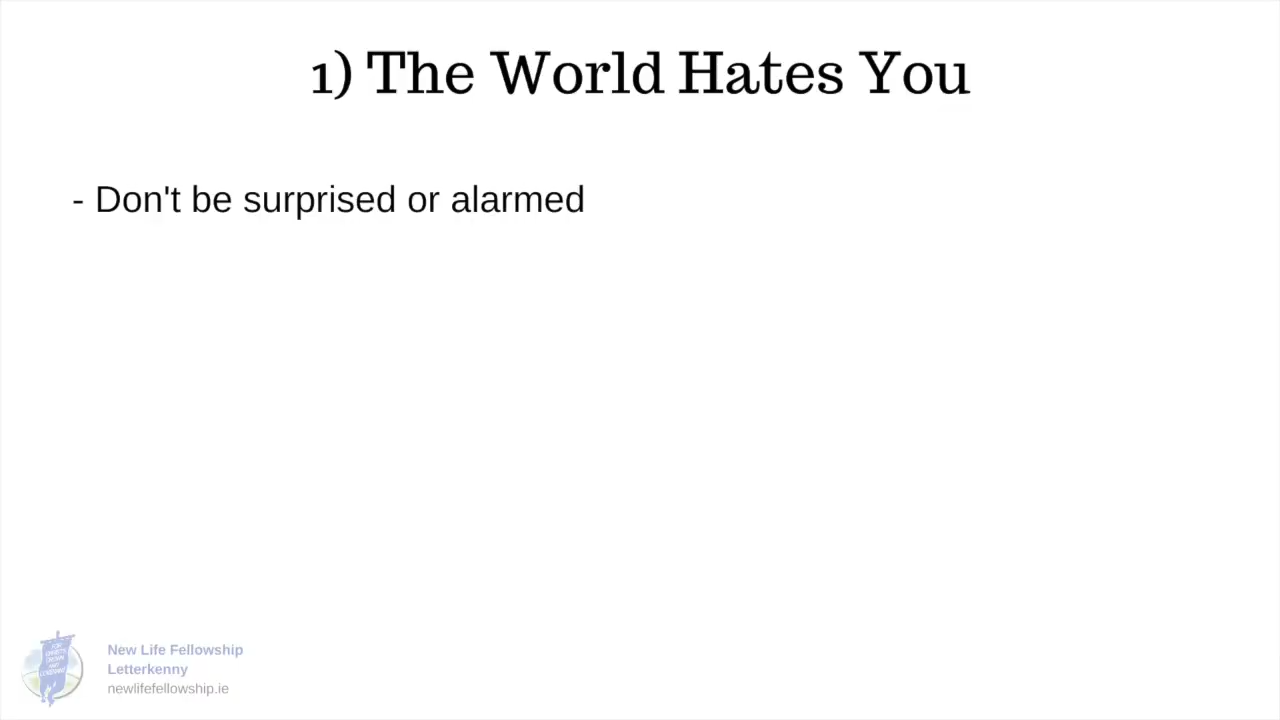 1) The World Hates You
- Don't be surprised or alarmed
New Life Fellowship
Letterkenny
newlifefellowship.ie